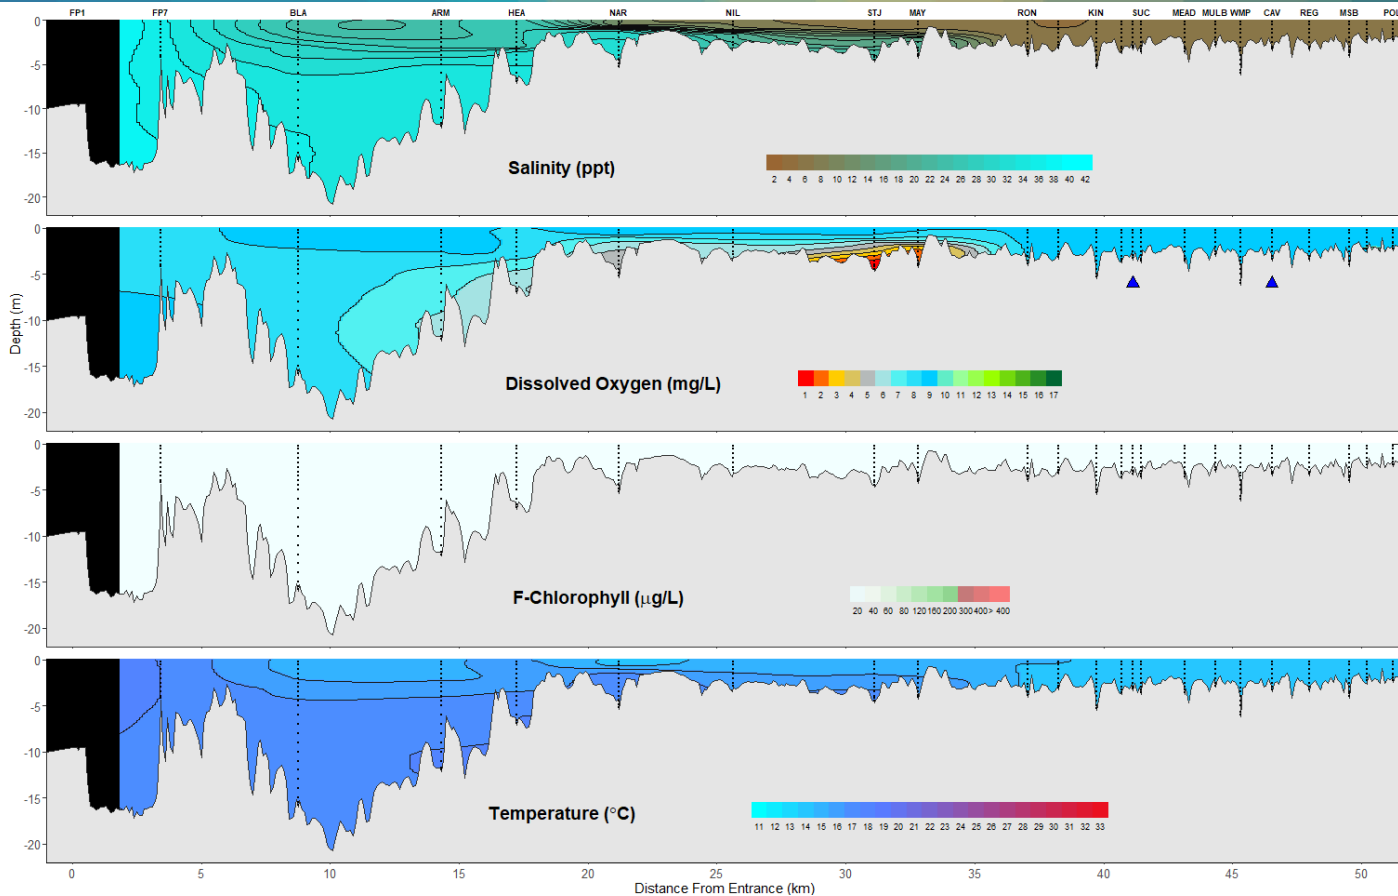 FP1 FP7 BLA ARM HEA NAR NIL STJ MAY RON KIN SUC MEAD MULB WMP CAV REG MSB POL
0
-5
-10
-15
-20
Salinity (ppt)
2 4 6 8 10 12 14 16 18 20 22 24 26 28 30 32 34 36 38 40 42
0
-5
-10
-15
-20
Depth (m)
Dissolved Oxygen (mg/L)
1 2 3 4 5 6 7 8 9 10 11 12 13 14 15 16 17
0
-5
-10
-15
-20
F-Chlorophyll (μg/L)
20 40 60 80 120 160 200 300 400 > 400
0
-5
-10
-15
-20
Temperature (°C)
11 12 13 14 15 16 17 18 19 20 21 22 23 24 25 26 27 28 29 30 31 32 33
0 5 10 15 20 25 30 35 40 45 50
Distance From Entrance (km)